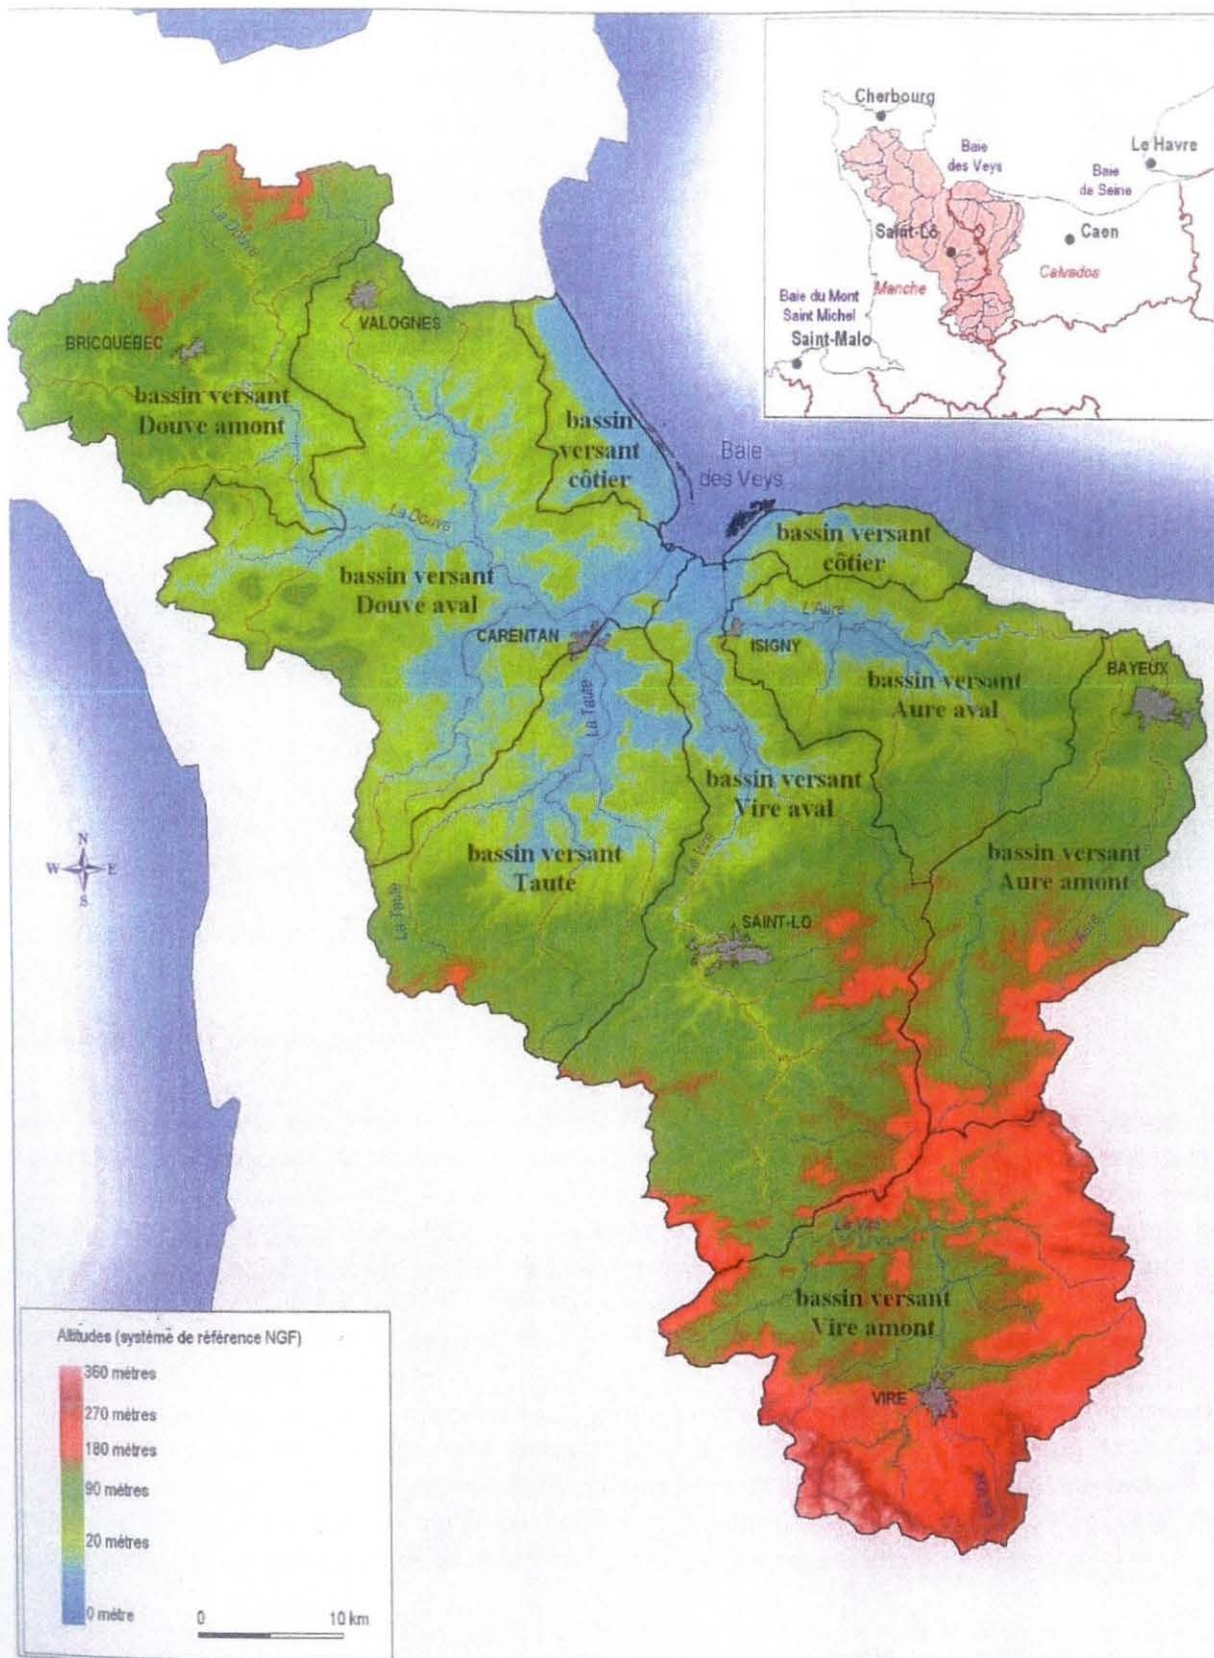 Cherbourg
Le Havre
Baie
des Veys
Baie
de Seine
Saint-Lô
Caen
Manche
Calvados
Baie du Mont
Saint Michel
Saint-Malo
La Douve
VALOGNES
BRICQUEBEC
bassin versant
Douve amont
bassin
versant
côtier
Baie
des Veys
La Douve
bassin versant
côtier
bassin versant
Douve aval
L'Aure
CARENTAN
ISIGNY
BAYEUX
bassin versant
Aure aval
La Taute
bassin versant
Vire aval
La Vire
bassin versant
Taute
bassin versant
Aure amont
N
W
E
S
La Taute
SAINT-LO
L'Aure
La Vire
bassin versant
Vire amont
VIRE
Altitudes (système de référence NGF)
360 mètres
270 mètres
180 mètres
90 mètres
20 mètres
0 mètre
0
10 km